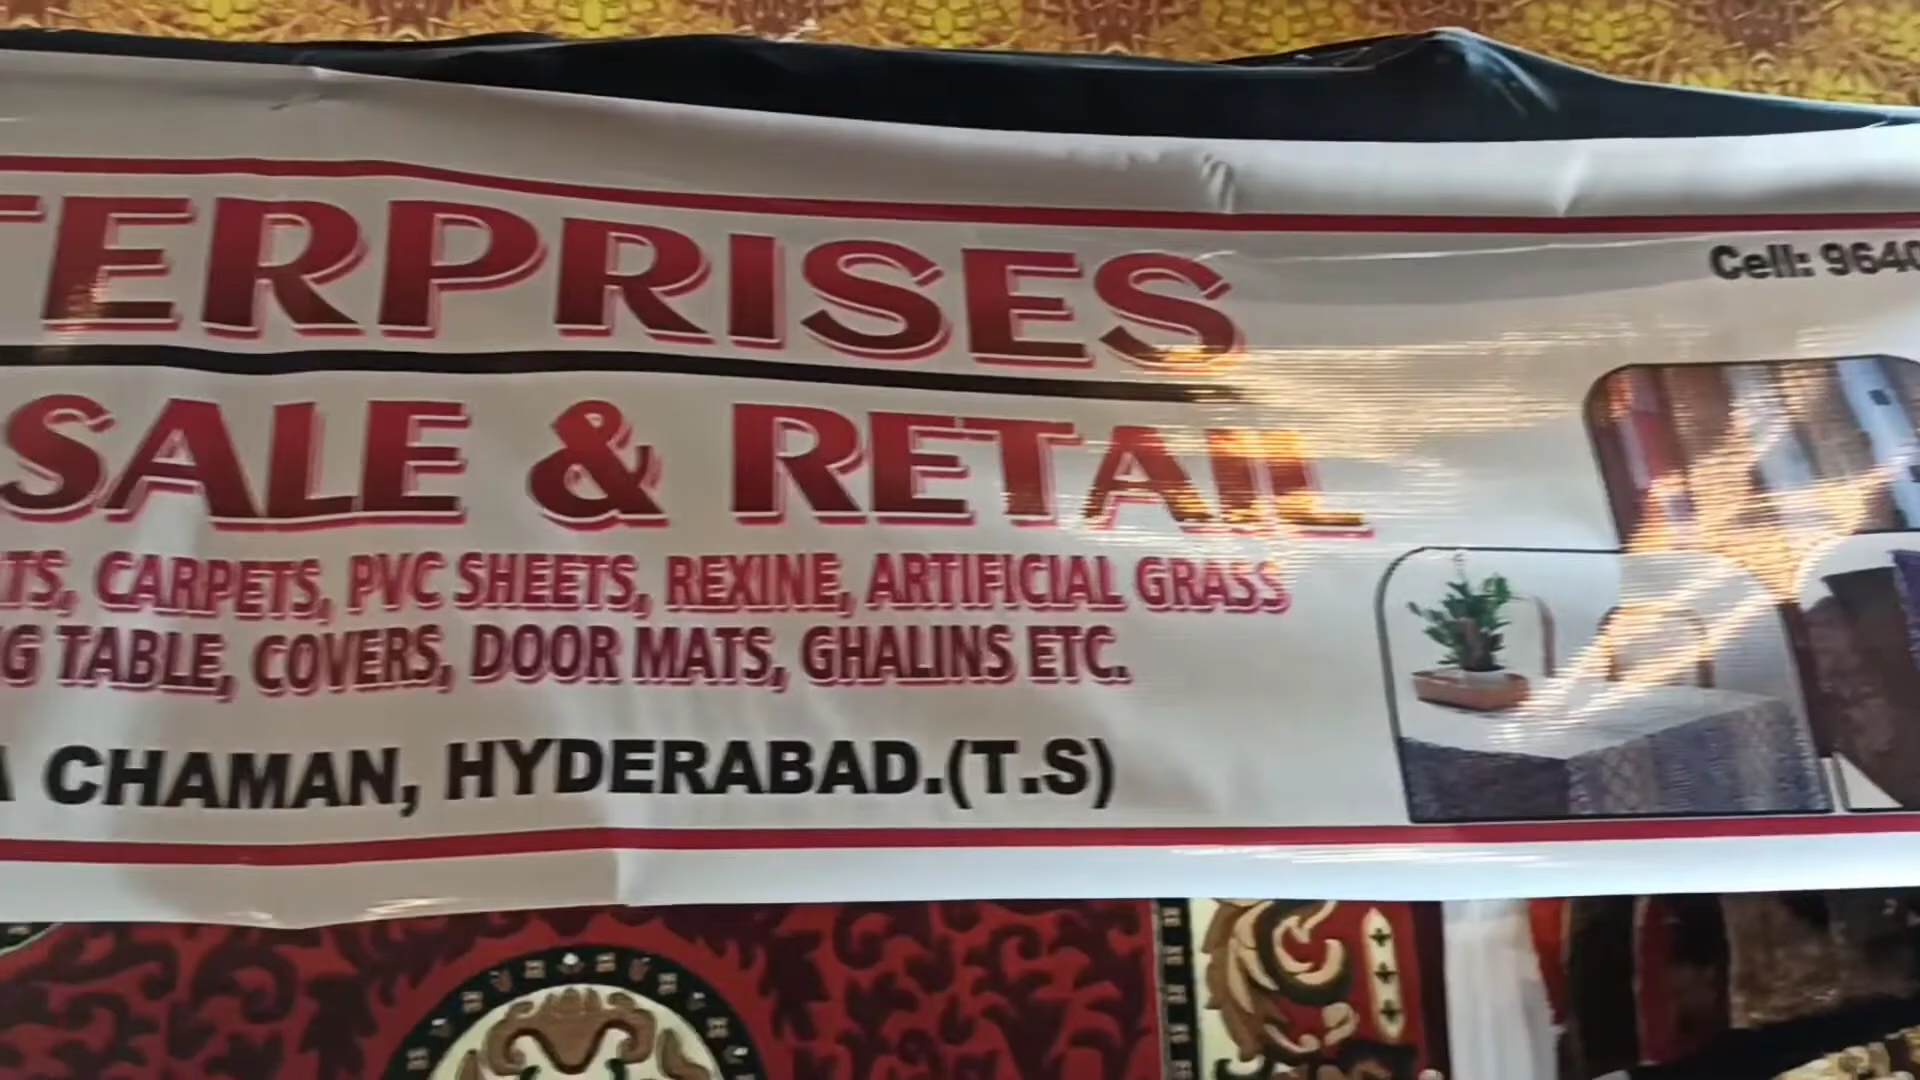 TERPRISES
Cell: 9640
SALE & RETAIL
TS, CARPETS, PVC SHEETS, REXINE, ARTIFICIAL GRASS
G TABLE, COVERS, DOOR MATS, GHALINS ETC.
A CHAMAN, HYDERABAD.(T.S)